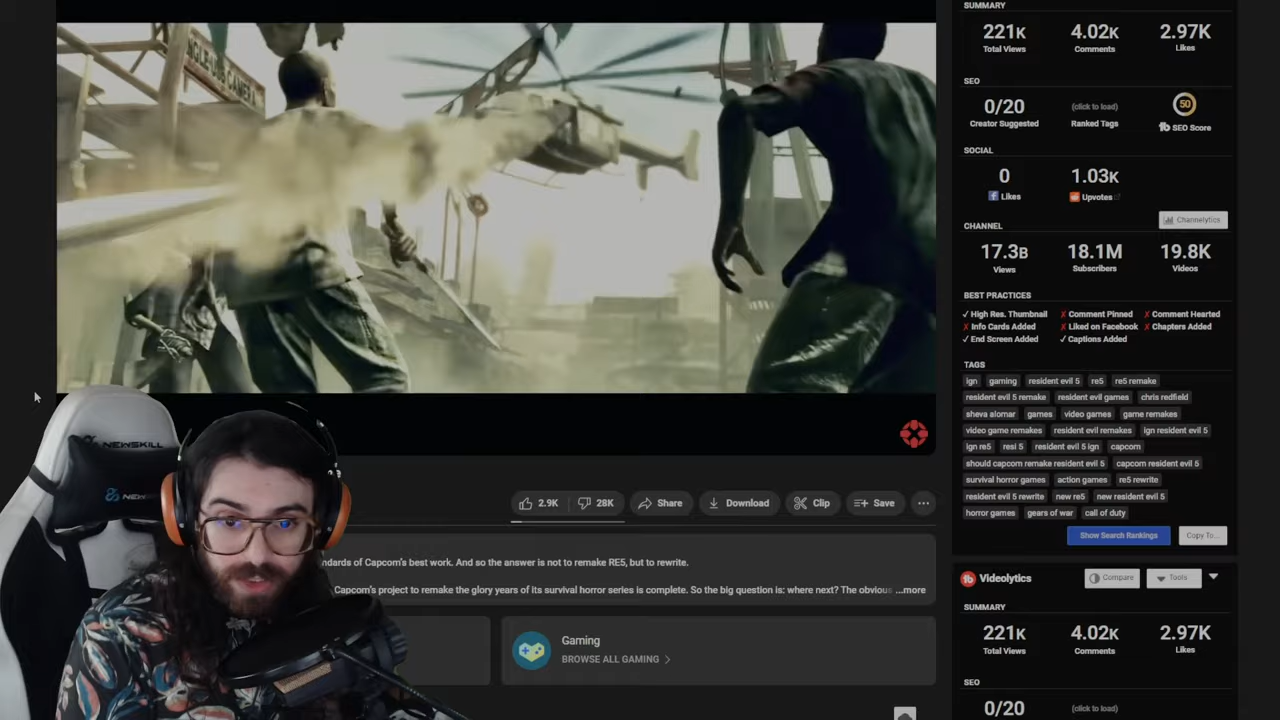 SUMMARY
221K 4.02K 2.97K
Total Views Comments Likes
SEO
0/20 (click to load) 50
Creator Suggested Ranked Tags tb SEO Score
SOCIAL
0 1.03K
Likes Upvotes
CHANNEL Channelytics
17.3B 18.1M 19.8K
Views Subscribers Videos
BEST PRACTICES
✓ High Res. Thumbnail ✗ Comment Pinned ✗ Comment Hearted
✗ Info Cards Added ✗ Liked on Facebook ✗ Chapters Added
✓ End Screen Added ✓ Captions Added
TAGS
ign gaming resident evil 5 re5 re5 remake
resident evil 5 remake resident evil games chris redfield
sheva alomar games video games game remakes
video game remakes resident evil remakes ign resident evil 5
ign re5 resi 5 resident evil 5 ign capcom
should capcom remake resident evil 5 capcom resident evil 5
survival horror games action games re5 rewrite
resident evil 5 rewrite new re5 new resident evil 5
horror games gears of war call of duty
Show Search Rankings Copy To...
tb Videolytics Compare Tools
SUMMARY
221K 4.02K 2.97K
Total Views Comments Likes
SEO
0/20 (click to load)
NEWSKILL
2.9K 28K Share Download Clip Save ...
ndards of Capcom's best work. And so the answer is not to remake RE5, but to rewrite.
Capcom's project to remake the glory years of its survival horror series is complete. So the big question is: where next? The obvious ...more
Gaming
BROWSE ALL GAMING >